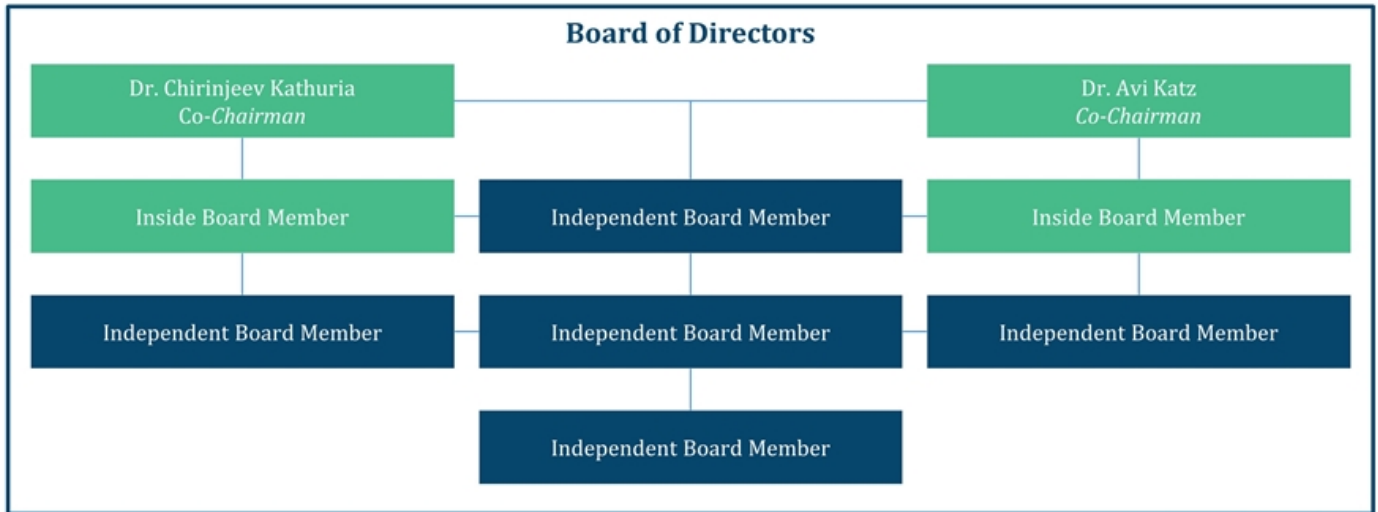 Board of Directors
Dr. Chirinjeev Kathuria
Co-Chairman
Dr. Avi Katz
Co-Chairman
Inside Board Member
Independent Board Member
Inside Board Member
Independent Board Member
Independent Board Member
Independent Board Member
Independent Board Member